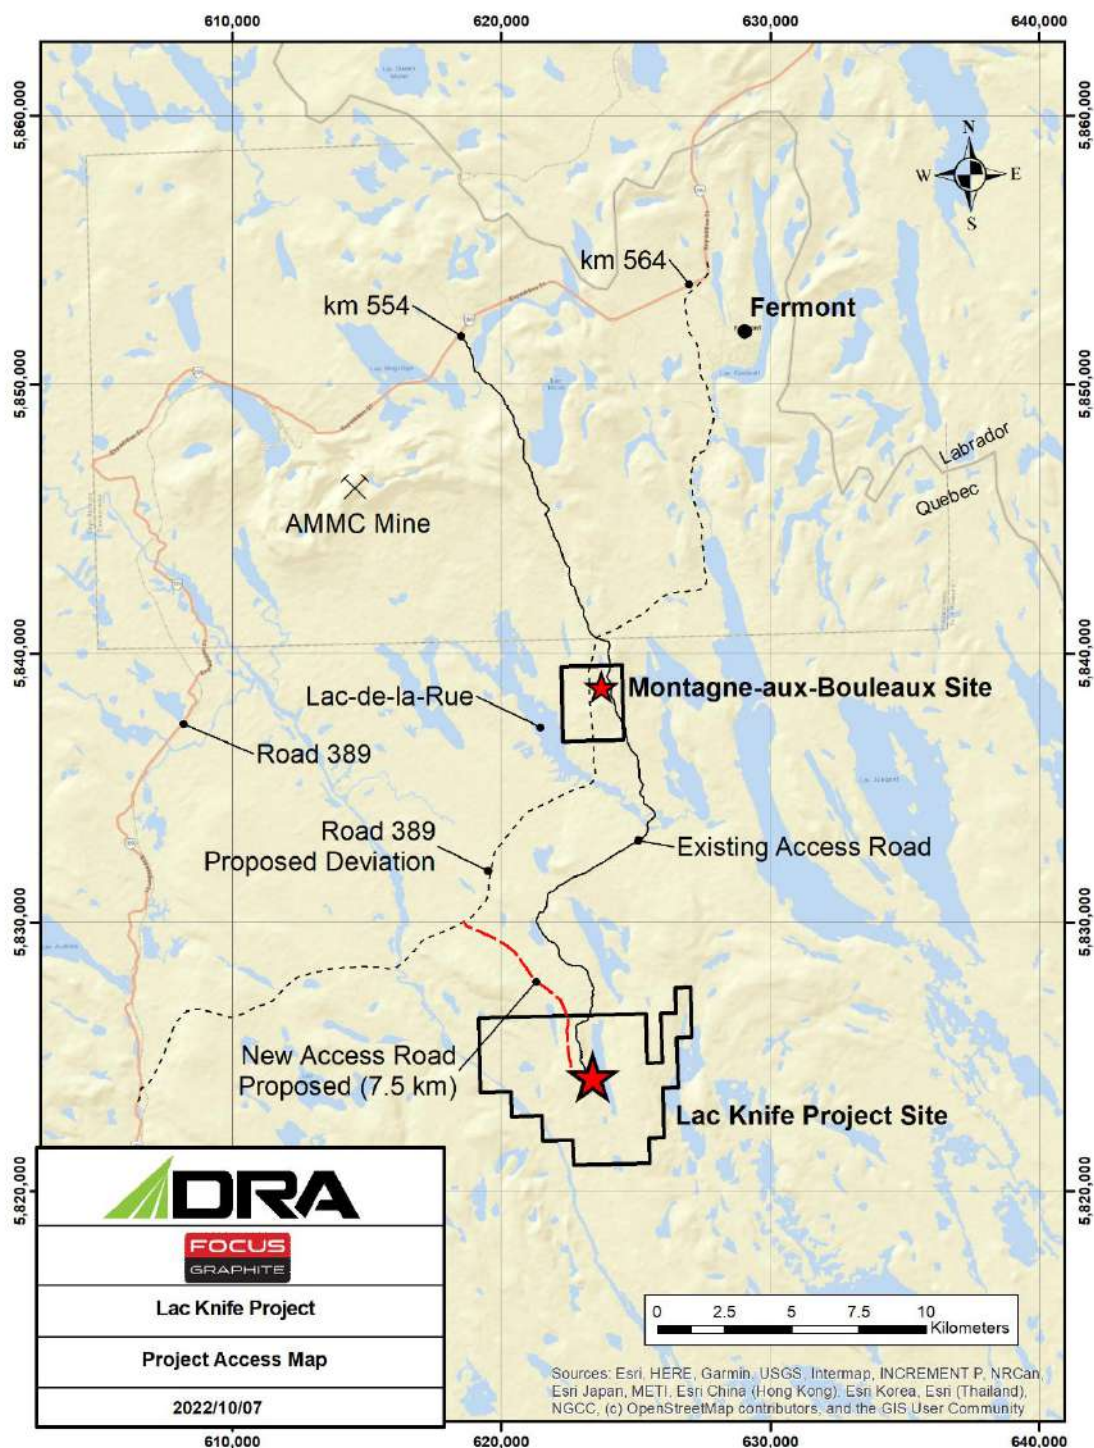 610,000
620,000
630,000
640,000
5,860,000
5,860,000
N
W
E
S
km 564
km 554
Fermont
5,850,000
5,850,000
Labrador
Quebec
AMMC Mine
5,840,000
5,840,000
Montagne-aux-Bouleaux Site
Lac-de-la-Rue
Road 389
Road 389
Proposed Deviation
Existing Access Road
5,830,000
5,830,000
New Access Road
Proposed (7.5 km)
Lac Knife Project Site
5,820,000
5,820,000
DRA
FOCUS
GRAPHITE
Lac Knife Project
Project Access Map
2022/10/07
0
2.5
5
7.5
10
Kilometers
Sources: Esri, HERE, Garmin, USGS, Intermap, INCREMENT P, NRCan,
Esri Japan, METI, Esri China (Hong Kong), Esri Korea, Esri (Thailand),
NGCC, (c) OpenStreetMap contributors, and the GIS User Community
610,000
620,000
630,000
640,000